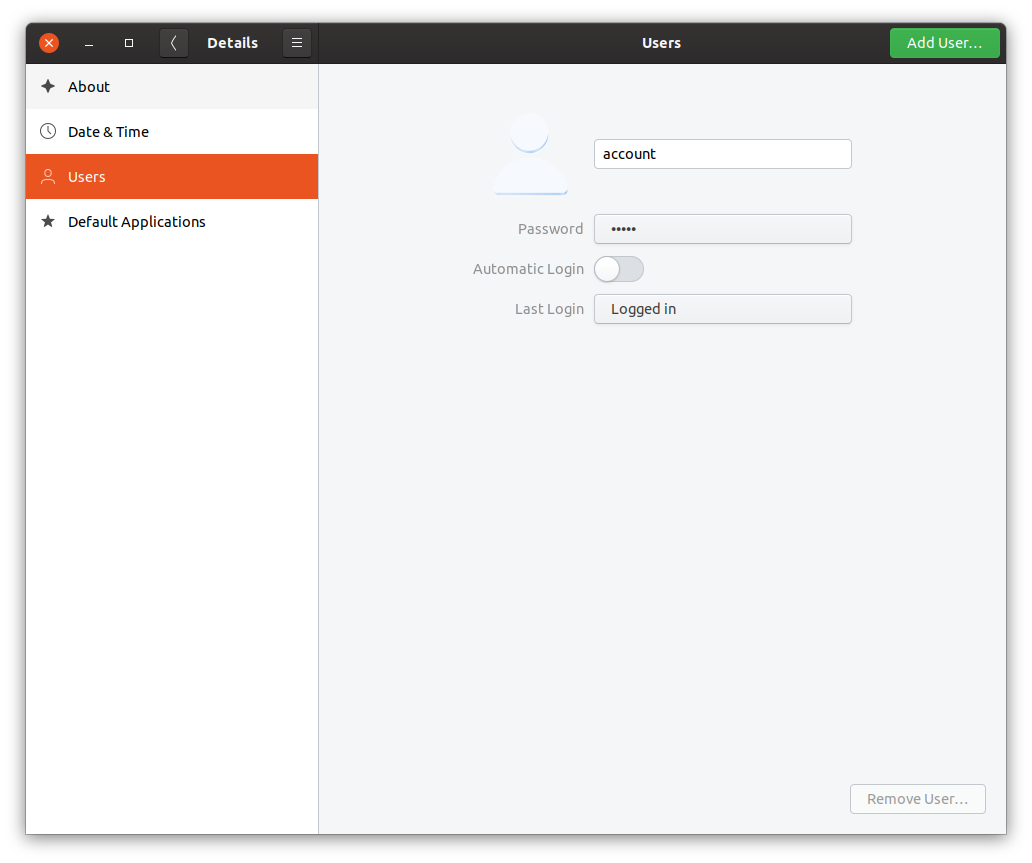 Details
Users
Add User...
About
Date & Time
Users
Default Applications
account
Password •••••
Automatic Login
Last Login Logged in
Remove User...